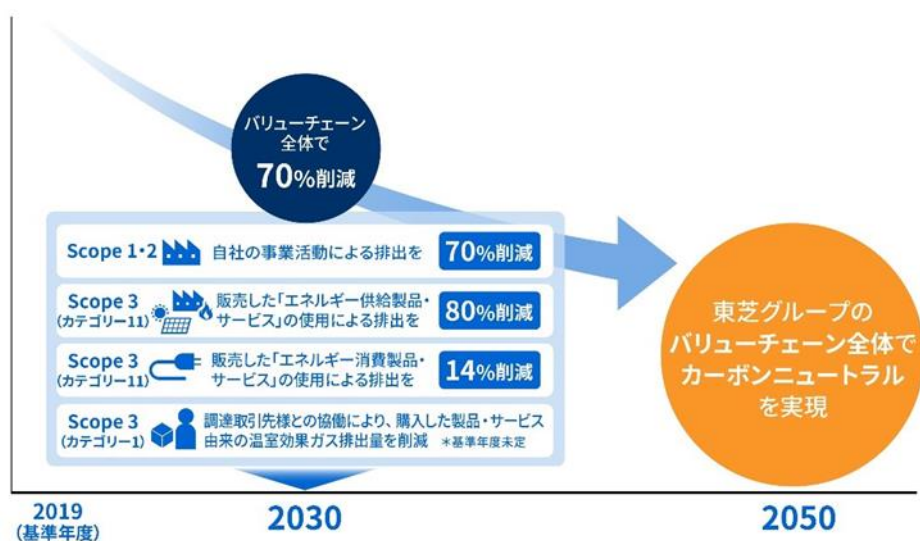 バリューチェーン
全体で
70%削減
Scope 1・2 自社の事業活動による排出を 70%削減
Scope 3
(カテゴリー11)
販売した「エネルギー供給製品・
サービス」の使用による排出を
80%削減
Scope 3
(カテゴリー11)
販売した「エネルギー消費製品・
サービス」の使用による排出を
14%削減
Scope 3
(カテゴリー1)
調達取引先様との協働により、購入した製品・サービス
由来の温室効果ガス排出量を削減 *基準年度未定
東芝グループの
バリューチェーン全体で
カーボンニュートラル
を実現
2019
(基準年度)
2030
2050